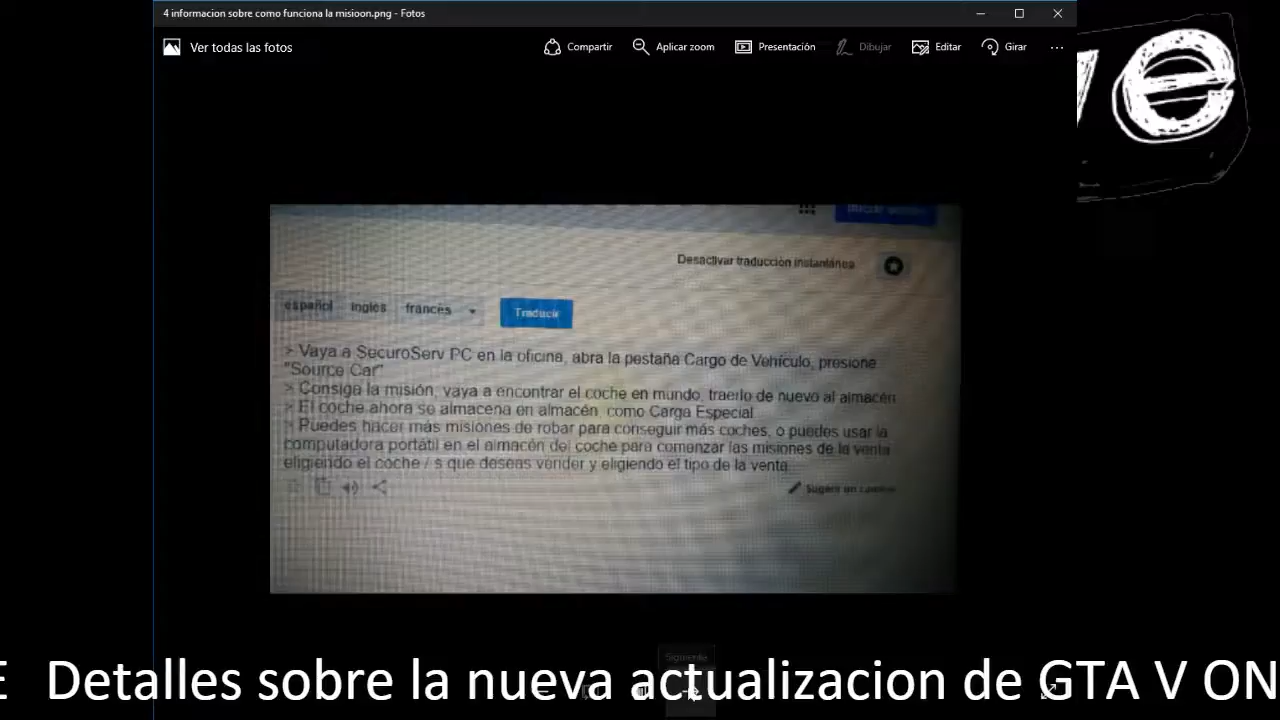 4 informacion sobre como funciona la misioon.png - Fotos
Ver todas las fotos
Compartir
Aplicar zoom
Presentación
Dibujar
Editar
Girar
e
Desactivar traducción instantánea
español inglés francés
Traducir
> Vaya a SecuroServ PC en la oficina, abra la pestaña Cargo de Vehículo, presione
"Source Car"
> Consiga la misión, vaya a encontrar el coche en mundo, traerlo de nuevo al almacén
> El coche ahora se almacena en almacén, como Carga Especial
> Puedes hacer más misiones de robar para conseguir más coches, o puedes usar la
computadora portátil en el almacén del coche para comenzar las misiones de la venta
eligiendo el coche / s que deseas vender y eligiendo el tipo de la venta
Sugerir un cambio
Siguiente
E Detalles sobre la nueva actualizacion de GTA V ON